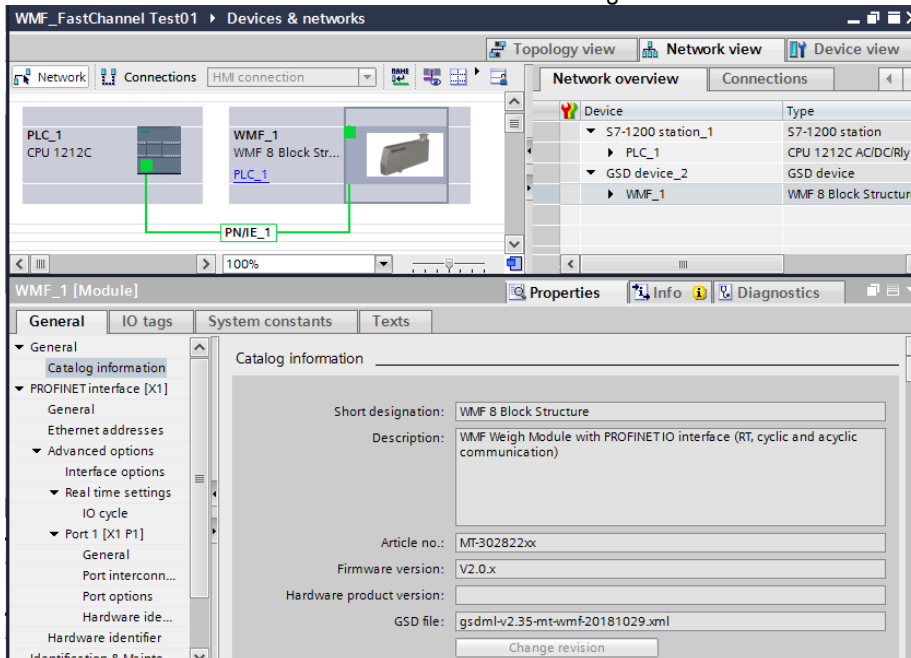 WMF_FastChannel Test01 ▸ Devices & networks
Topology view Network view Device view
Network Connections HMI connection Network overview Connections
Device Type
PLC_1
CPU 1212C
WMF_1
WMF 8 Block Str...
PLC_1
PN/IE_1
S7-1200 station_1 S7-1200 station
PLC_1 CPU 1212C AC/DC/Rly
GSD device_2 GSD device
WMF_1 WMF 8 Block Structur
100%
WMF_1 [Module] Properties Info Diagnostics
General IO tags System constants Texts
General
Catalog information
PROFINET interface [X1]
General
Ethernet addresses
Advanced options
Interface options
Real time settings
IO cycle
Port 1 [X1 P1]
General
Port interconn...
Port options
Hardware ide...
Hardware identifier
Identification & Mainte...
Catalog information
Short designation: WMF 8 Block Structure
Description: WMF Weigh Module with PROFINET IO interface (RT, cyclic and acyclic
communication)
Article no.: MT-302822xx
Firmware version: V2.0.x
Hardware product version:
GSD file: gsdml-v2.35-mt-wmf-20181029.xml
Change revision